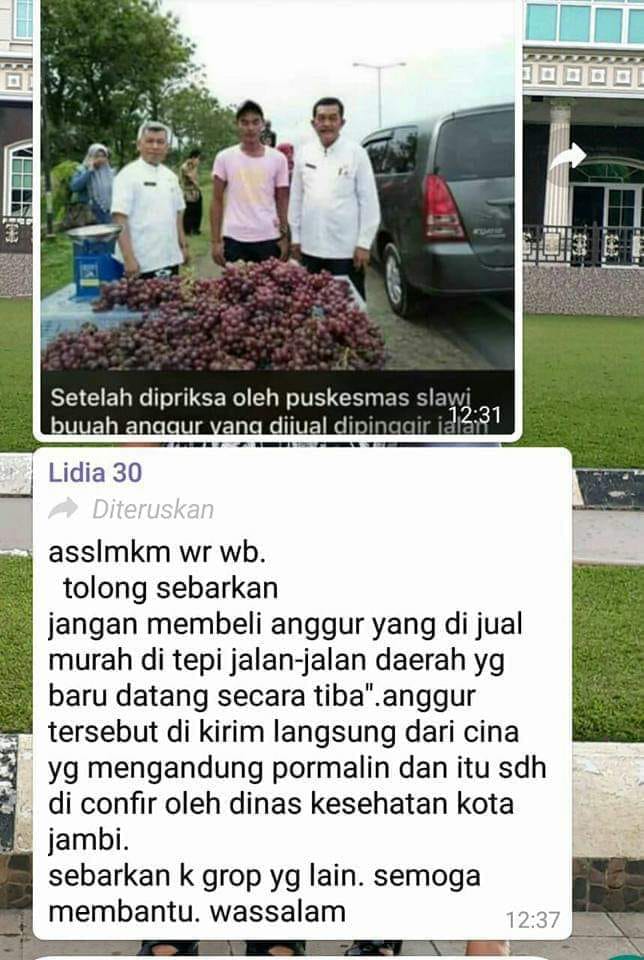 Setelah dipriksa oleh puskesmas slawi
buuah anggur yang dijual dipinggir jalan
12:31
Lidia 30
Diteruskan
asslmkm wr wb.
tolong sebarkan
jangan membeli anggur yang di jual
murah di tepi jalan-jalan daerah yg
baru datang secara tiba".anggur
tersebut di kirim langsung dari cina
yg mengandung pormalin dan itu sdh
di confir oleh dinas kesehatan kota
jambi.
sebarkan k grop yg lain. semoga
membantu. wassalam
12:37